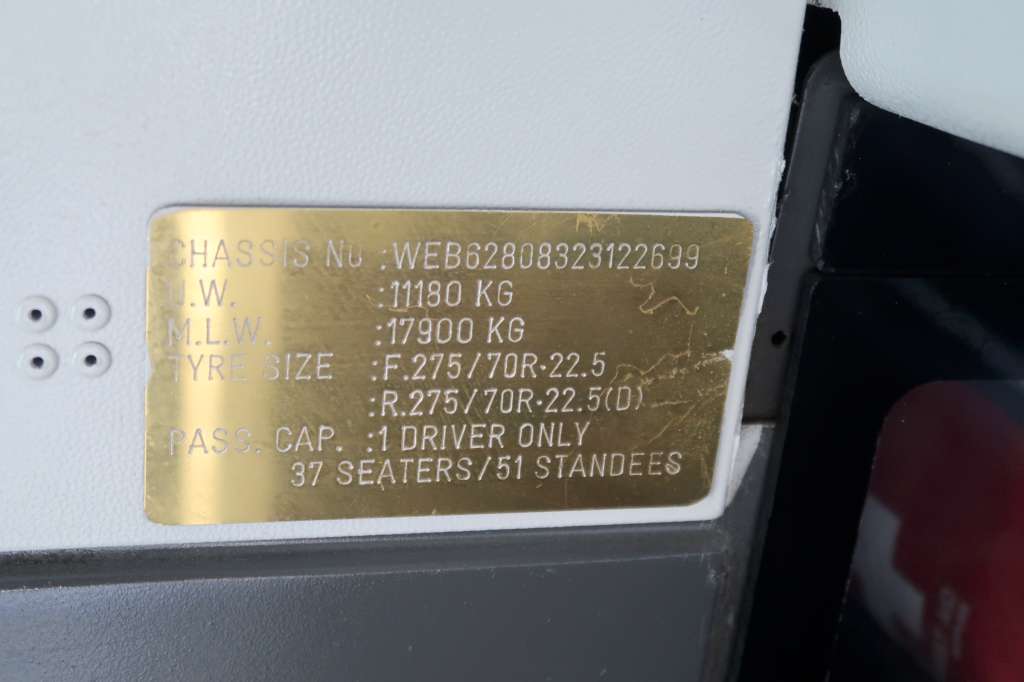 CHASSIS NO :WEB62808323122699
U.W. :11180 KG
M.L.W. :17900 KG
TYRE SIZE :F.275/70R·22.5
:R.275/70R·22.5(D)
PASS. CAP. :1 DRIVER ONLY
37 SEATERS/51 STANDEES